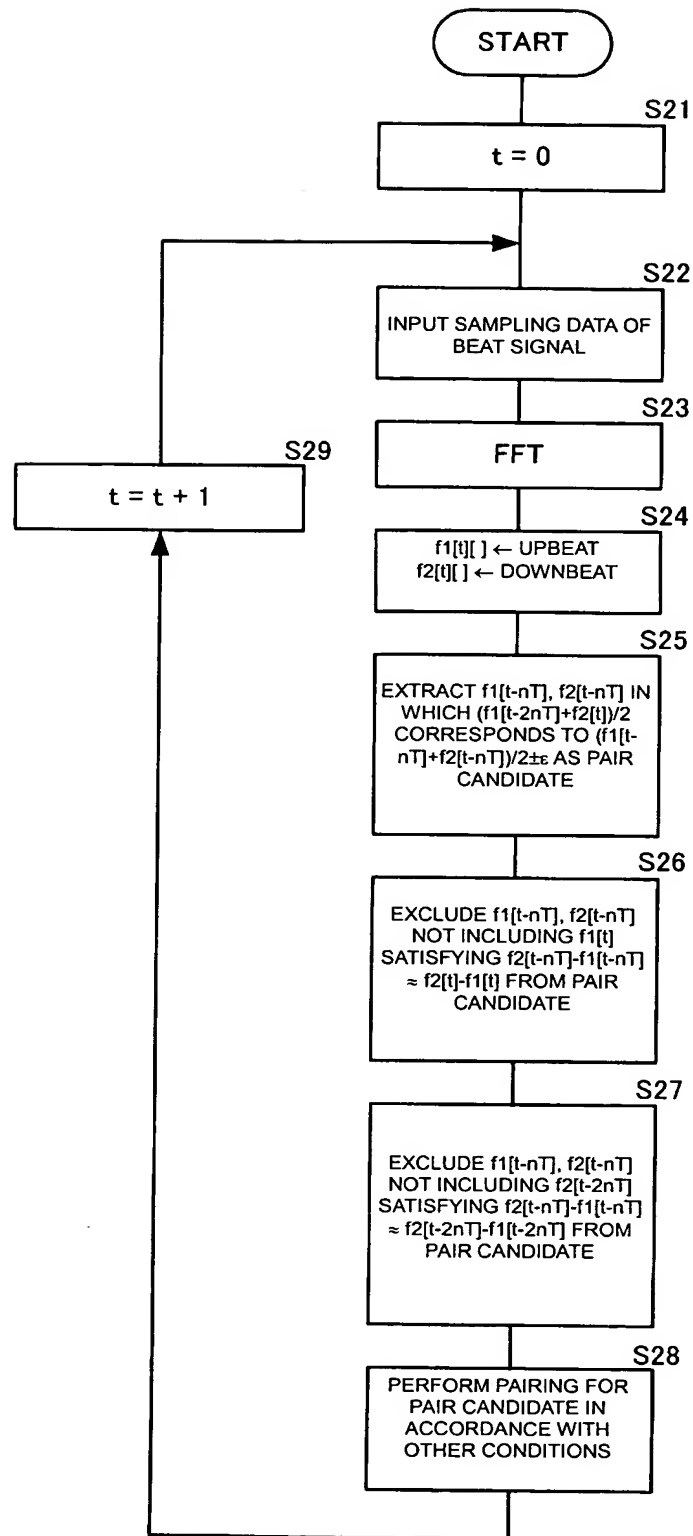 START
S21
t = 0
S22
INPUT SAMPLING DATA OF
BEAT SIGNAL
S23
FFT
S29
t = t + 1
S24
f1[t][ ] ← UPBEAT
f2[t][ ] ← DOWNBEAT
S25
EXTRACT f1[t-nT], f2[t-nT] IN
WHICH (f1[t-2nT]+f2[t])/2
CORRESPONDS TO (f1[t-
nT]+f2[t-nT])/2±ε AS PAIR
CANDIDATE
S26
EXCLUDE f1[t-nT], f2[t-nT]
NOT INCLUDING f1[t]
SATISFYING f2[t-nT]-f1[t-nT]
≈ f2[t]-f1[t] FROM PAIR
CANDIDATE
S27
EXCLUDE f1[t-nT], f2[t-nT]
NOT INCLUDING f2[t-2nT]
SATISFYING f2[t-nT]-f1[t-nT]
≈ f2[t-2nT]-f1[t-2nT] FROM
PAIR CANDIDATE
S28
PERFORM PAIRING FOR
PAIR CANDIDATE IN
ACCORDANCE WITH
OTHER CONDITIONS